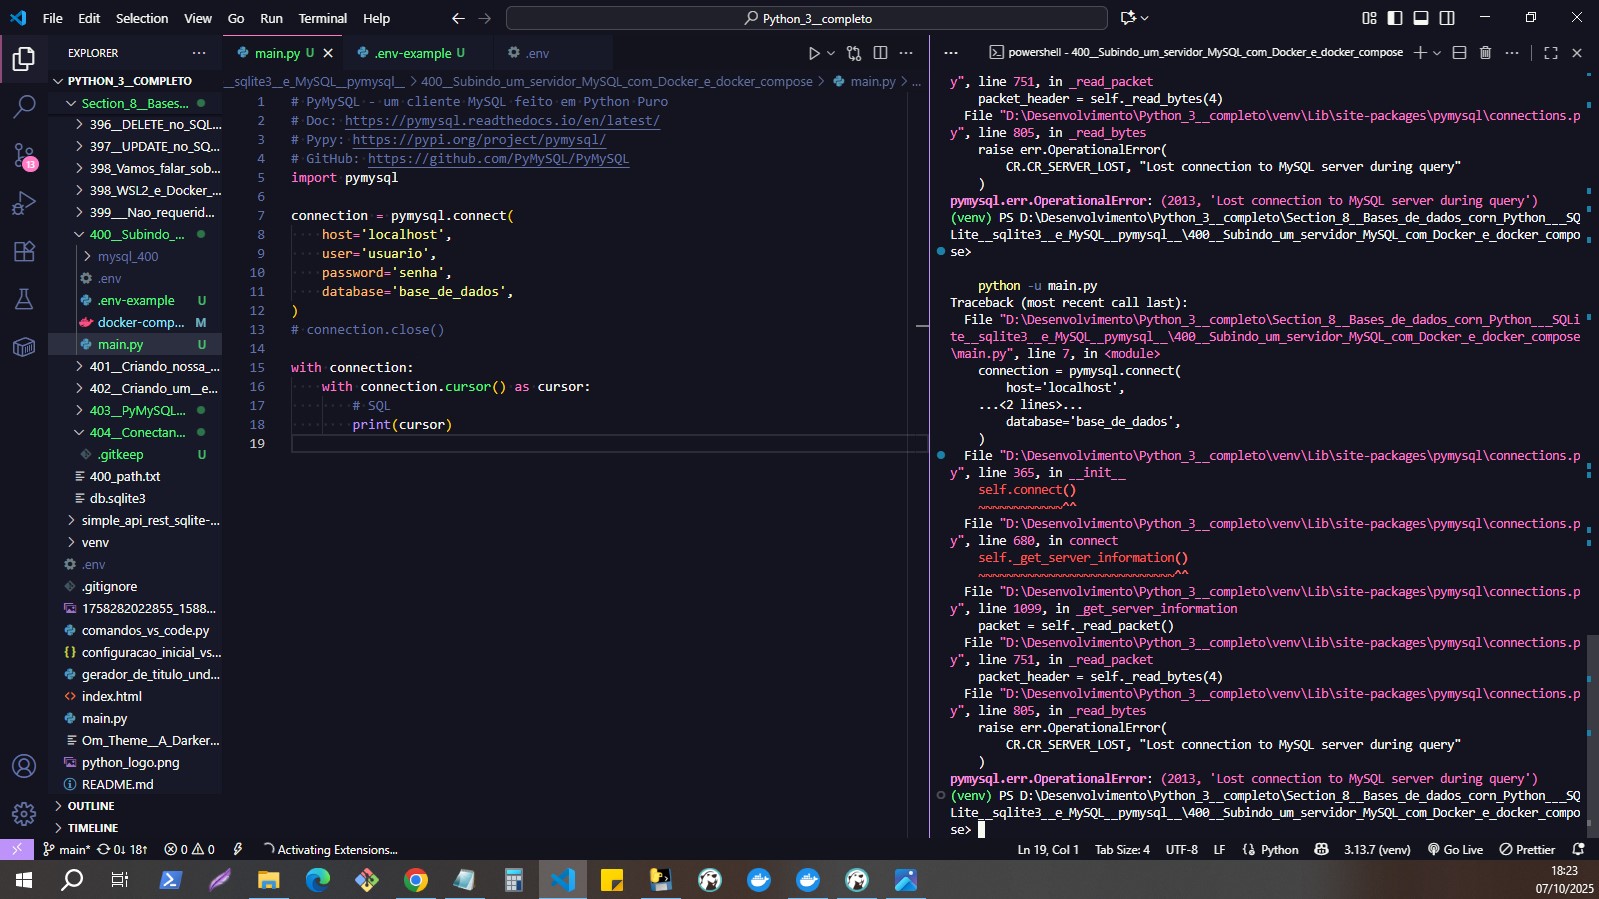 File Edit Selection View Go Run Terminal Help
Python_3__completo
EXPLORER
PYTHON_3__COMPLETO
Section_8__Bases...
396__DELETE_no_SQL...
397__UPDATE_no_SQ...
398_Vamos_falar_sob...
398_WSL2_e_Docker_...
399___Nao_requerid...
400__Subindo_...
mysql_400
.env
.env-example U
docker-comp... M
main.py U
401__Criando_nossa_...
402__Criando_um__e...
403__PyMySQL...
404__Conectan...
.gitkeep U
400_path.txt
db.sqlite3
simple_api_rest_sqlite-...
venv
.env
.gitignore
1758282022855_1588...
comandos_vs_code.py
configuracao_inicial_vs...
gerador_de_titulo_und...
index.html
main.py
Om_Theme__A_Darker...
python_logo.png
README.md
OUTLINE
TIMELINE
13
main.py U
.env-example U
.env
__sqlite3__e_MySQL__pymysql__ > 400__Subindo_um_servidor_MySQL_com_Docker_e_docker_compose > main.py > ...
1 # PyMySQL - um cliente MySQL feito em Python Puro
2 # Doc: https://pymysql.readthedocs.io/en/latest/
3 # Pypy: https://pypi.org/project/pymysql/
4 # GitHub: https://github.com/PyMySQL/PyMySQL
5 import pymysql
6
7 connection = pymysql.connect(
8 host='localhost',
9 user='usuario',
10 password='senha',
11 database='base_de_dados',
12 )
13 # connection.close()
14
15 with connection:
16 with connection.cursor() as cursor:
17 # SQL
18 print(cursor)
19
powershell - 400__Subindo_um_servidor_MySQL_com_Docker_e_docker_compose
y", line 751, in _read_packet
packet_header = self._read_bytes(4)
File "D:\Desenvolvimento\Python_3__completo\venv\Lib\site-packages\pymysql\connections.p
y", line 805, in _read_bytes
raise err.OperationalError(
CR.CR_SERVER_LOST, "Lost connection to MySQL server during query"
)
pymysql.err.OperationalError: (2013, 'Lost connection to MySQL server during query')
(venv) PS D:\Desenvolvimento\Python_3__completo\Section_8__Bases_de_dados_corn_Python___SQ
Lite__sqlite3__e_MySQL__pymysql__\400__Subindo_um_servidor_MySQL_com_Docker_e_docker_compo
se>
python -u main.py
Traceback (most recent call last):
File "D:\Desenvolvimento\Python_3__completo\Section_8__Bases_de_dados_corn_Python___SQLi
te__sqlite3__e_MySQL__pymysql__\400__Subindo_um_servidor_MySQL_com_Docker_e_docker_compose
\main.py", line 7, in <module>
connection = pymysql.connect(
host='localhost',
...<2 lines>...
database='base_de_dados',
)
File "D:\Desenvolvimento\Python_3__completo\venv\Lib\site-packages\pymysql\connections.p
y", line 365, in __init__
self.connect()
~~~~~~~~~~~~^^
File "D:\Desenvolvimento\Python_3__completo\venv\Lib\site-packages\pymysql\connections.p
y", line 680, in connect
self._get_server_information()
~~~~~~~~~~~~~~~~~~~~~~~~~~~~^^
File "D:\Desenvolvimento\Python_3__completo\venv\Lib\site-packages\pymysql\connections.p
y", line 1099, in _get_server_information
packet = self._read_packet()
File "D:\Desenvolvimento\Python_3__completo\venv\Lib\site-packages\pymysql\connections.p
y", line 751, in _read_packet
packet_header = self._read_bytes(4)
File "D:\Desenvolvimento\Python_3__completo\venv\Lib\site-packages\pymysql\connections.p
y", line 805, in _read_bytes
raise err.OperationalError(
CR.CR_SERVER_LOST, "Lost connection to MySQL server during query"
)
pymysql.err.OperationalError: (2013, 'Lost connection to MySQL server during query')
(venv) PS D:\Desenvolvimento\Python_3__completo\Section_8__Bases_de_dados_corn_Python___SQ
Lite__sqlite3__e_MySQL__pymysql__\400__Subindo_um_servidor_MySQL_com_Docker_e_docker_compo
se>
main* 0↓ 18↑ 0 0 Activating Extensions... Ln 19, Col 1 Tab Size: 4 UTF-8 LF Python 3.13.7 (venv) Go Live Prettier
18:23
07/10/2025